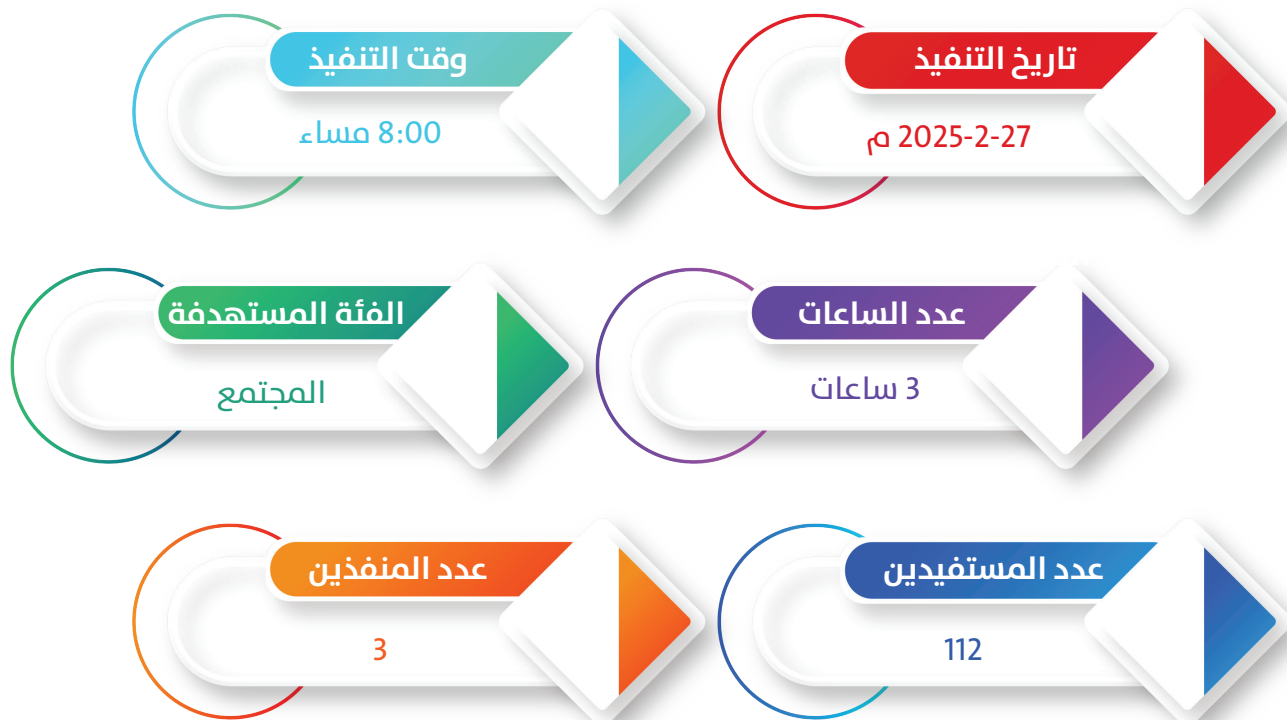 تاريخ التنفيذ
27-2-2025 م
وقت التنفيذ
8:00 مساء
عدد الساعات
3 ساعات
الفئة المستهدفة
المجتمع
عدد المستفيدين
112
عدد المنفذين
3